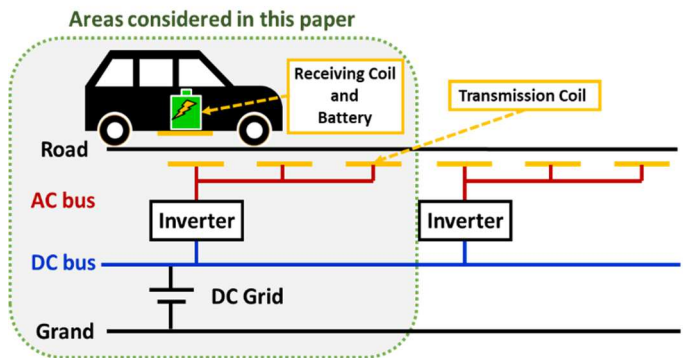 Areas considered in this paper
Receiving Coil
and
Battery
Transmission Coil
Road
AC bus
Inverter
Inverter
DC bus
DC Grid
Grand